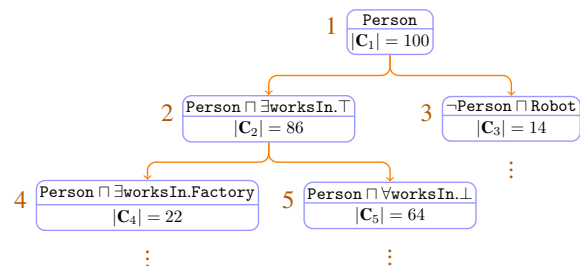 1
Person
|C₁| = 100
2
Person ⊓ ∃worksIn.⊤
|C₂| = 86
3
¬Person ⊓ Robot
|C₃| = 14
⋮
4
Person ⊓ ∃worksIn.Factory
|C₄| = 22
5
Person ⊓ ∀worksIn.⊥
|C₅| = 64
⋮
⋮